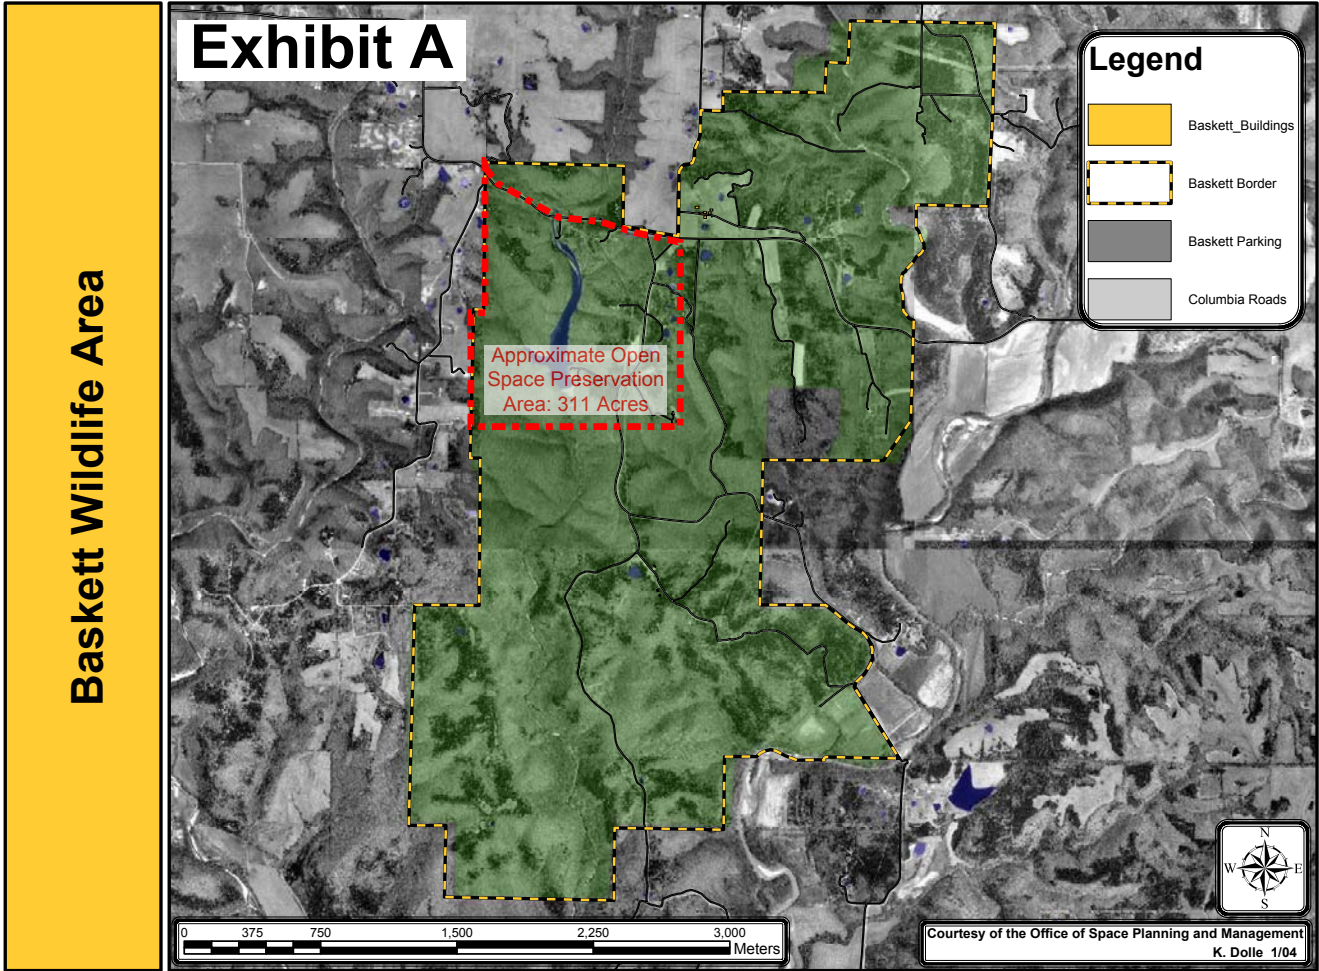 Baskett Wildlife Area
Exhibit A
Legend
Baskett_Buildings
Baskett Border
Baskett Parking
Columbia Roads
Approximate Open
Space Preservation
Area: 311 Acres
N
W E
S
0 375 750 1,500 2,250 3,000
Meters
Courtesy of the Office of Space Planning and Management
K. Dolle 1/04